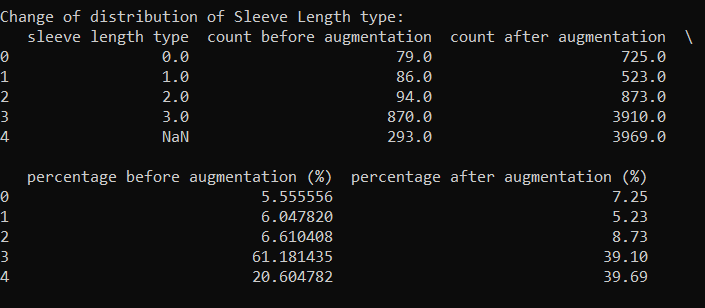 Change of distribution of Sleeve Length type:
   sleeve length type  count before augmentation  count after augmentation  \
0                 0.0                       79.0                     725.0
1                 1.0                       86.0                     523.0
2                 2.0                       94.0                     873.0
3                 3.0                      870.0                    3910.0
4                 NaN                      293.0                    3969.0

   percentage before augmentation (%)  percentage after augmentation (%)
0                            5.555556                               7.25
1                            6.047820                               5.23
2                            6.610408                               8.73
3                           61.181435                              39.10
4                           20.604782                              39.69